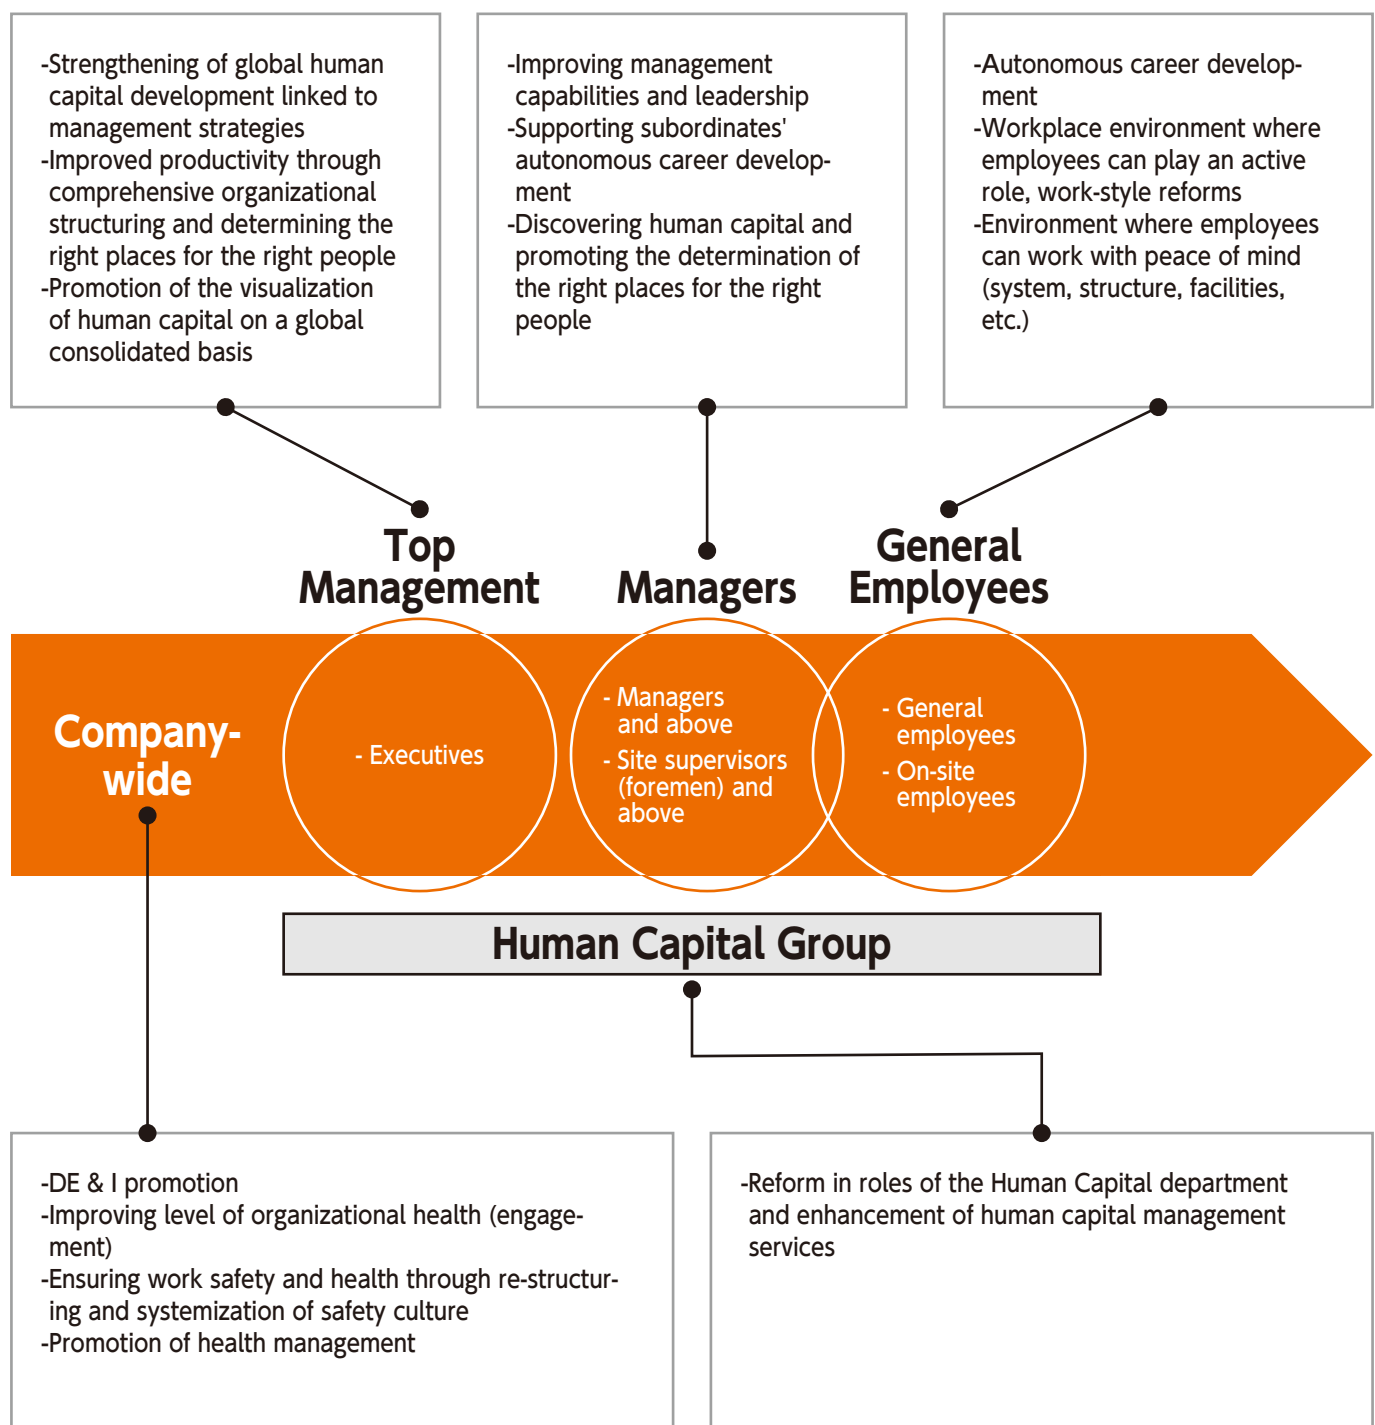 -Strengthening of global human
capital development linked to
management strategies
-Improved productivity through
comprehensive organizational
structuring and determining the
right places for the right people
-Promotion of the visualization
of human capital on a global
consolidated basis
-Improving management
capabilities and leadership
-Supporting subordinates'
autonomous career develop-
ment
-Discovering human capital and
promoting the determination of
the right places for the right
people
-Autonomous career develop-
ment
-Workplace environment where
employees can play an active
role, work-style reforms
-Environment where employees
can work with peace of mind
(system, structure, facilities,
etc.)
Top
Management
Managers
General
Employees
Company-
wide
- Executives
- Managers
and above
- Site supervisors
(foremen) and
above
- General
employees
- On-site
employees
Human Capital Group
-DE & I promotion
-Improving level of organizational health (engage-
ment)
-Ensuring work safety and health through re-structur-
ing and systemization of safety culture
-Promotion of health management
-Reform in roles of the Human Capital department
and enhancement of human capital management
services